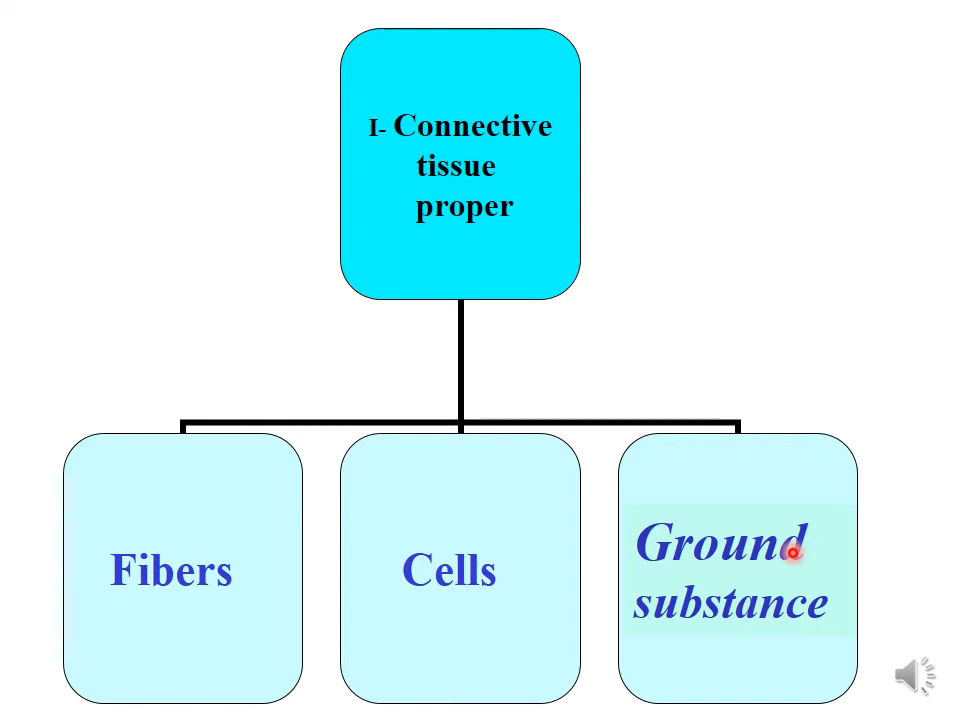 I- Connective
tissue
proper
Fibers
Cells
Ground
substance